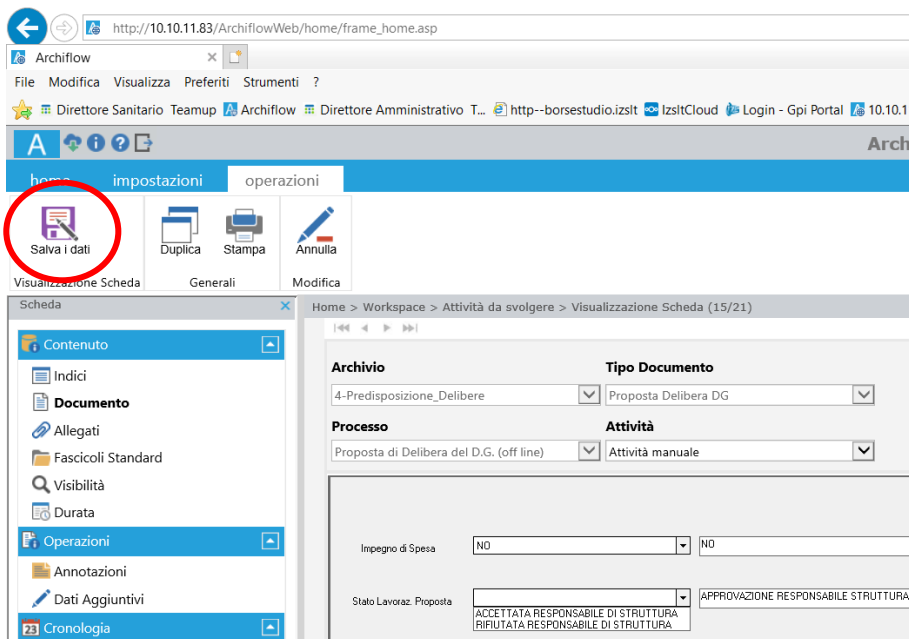 http://10.10.11.83/ArchiflowWeb/home/frame_home.asp
Archiflow
File Modifica Visualizza Preferiti Strumenti ?
Direttore Sanitario Teamup Archiflow Direttore Amministrativo T... http--borsestudio.izslt IzsltCloud Login - Gpi Portal 10.10.1
A Arch
home impostazioni operazioni
Salva i dati Duplica Stampa Annulla
Visualizzazione Scheda Generali Modifica
Scheda Home > Workspace > Attività da svolgere > Visualizzazione Scheda (15/21)
Contenuto
Indici
Documento
Allegati
Fascicoli Standard
Visibilità
Durata
Operazioni
Annotazioni
Dati Aggiuntivi
23 Cronologia
Archivio Tipo Documento
4-Predisposizione_Delibere Proposta Delibera DG
Processo Attività
Proposta di Delibera del D.G. (off line) Attività manuale
Impegno di Spesa NO NO
Stato Lavoraz. Proposta APPROVAZIONE RESPONSABILE STRUTTURA
ACCETTATA RESPONSABILE DI STRUTTURA
RIFIUTATA RESPONSABILE DI STRUTTURA